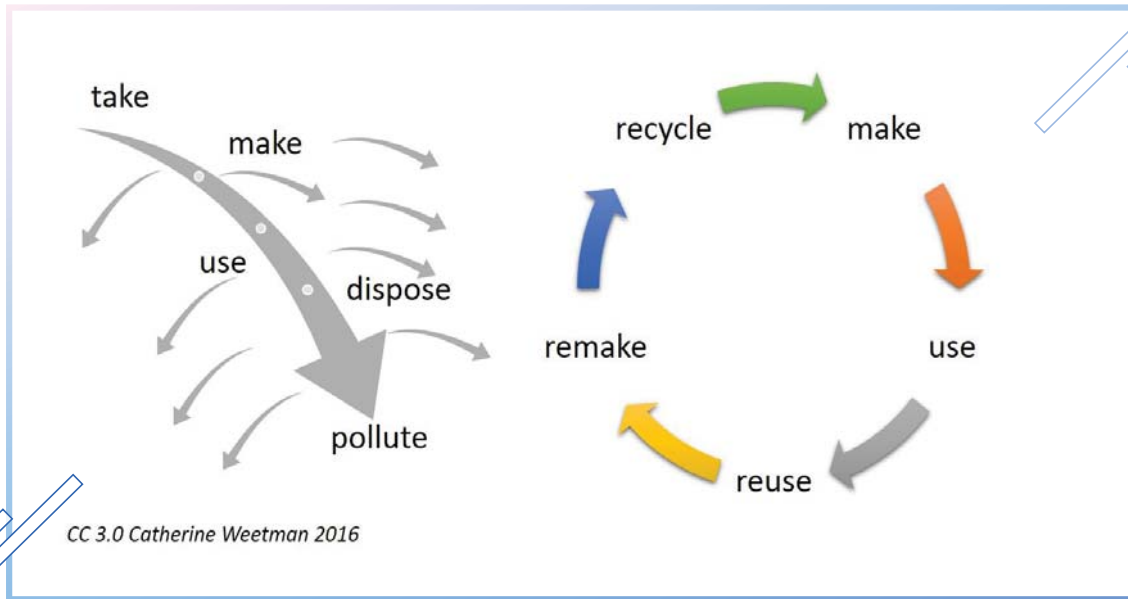 take
make
use
dispose
pollute
recycle
make
use
reuse
remake
CC 3.0 Catherine Weetman 2016